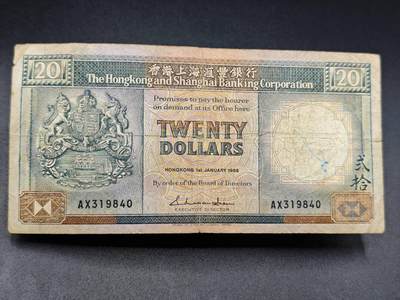 20 香港上海滙豐銀行 20
The Hongkong and Shanghai Banking Corporation
Promises to pay the bearer
on demand at its Office here
TWENTY
DOLLARS
HONGKONG 1st JANUARY
By order of the Board of Directors
贰拾
AX319840 AX319840
EXECUTIVE DIRECTOR